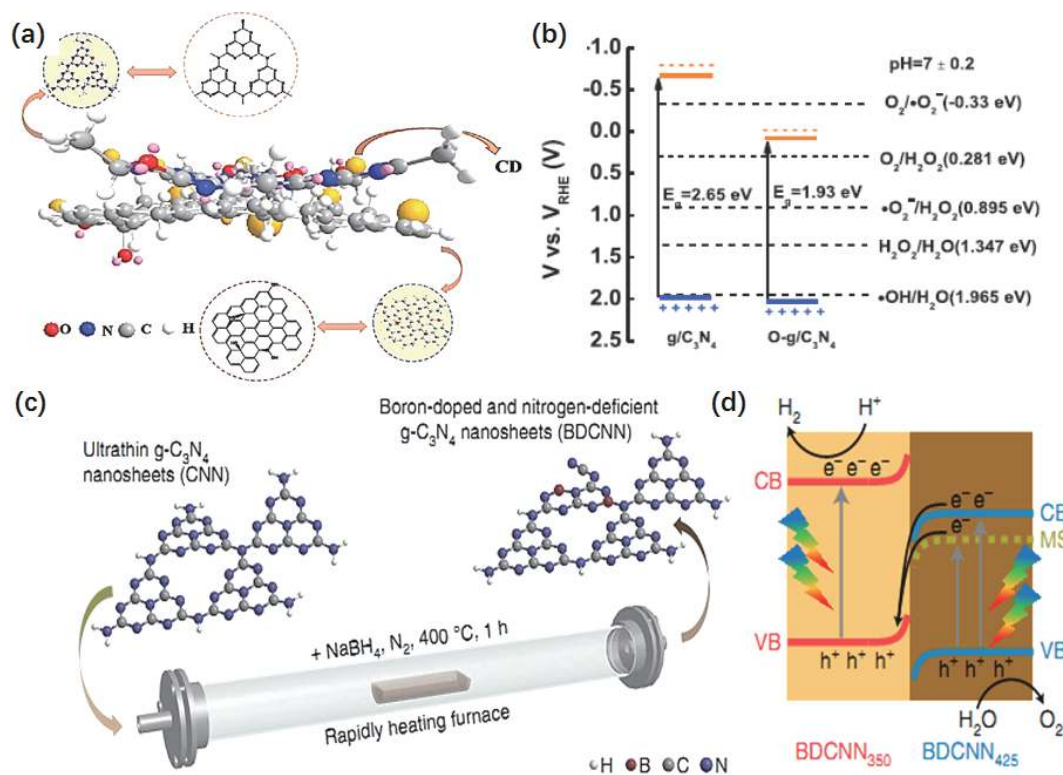 (a)
CD
O N C H
(b)
V vs. V_RHE (V)
-1.0
-0.5
0.0
0.5
1.0
1.5
2.0
2.5
pH=7 ± 0.2
O₂/•O₂⁻(-0.33 eV)
O₂/H₂O₂(0.281 eV)
•O₂⁻/H₂O₂(0.895 eV)
H₂O₂/H₂O(1.347 eV)
•OH/H₂O(1.965 eV)
E_g=2.65 eV
E_g=1.93 eV
+ + + + +
+ + + + +
g/C₃N₄
O-g/C₃N₄
(c)
Ultrathin g-C₃N₄
nanosheets (CNN)
Boron-doped and nitrogen-deficient
g-C₃N₄ nanosheets (BDCNN)
+ NaBH₄, N₂, 400 °C, 1 h
Rapidly heating furnace
H B C N
(d)
H₂ H⁺
CB
e⁻ e⁻ e⁻
e⁻ e⁻
e⁻
CB
MS
VB
h⁺ h⁺ h⁺
h⁺ h⁺ h⁺
VB
H₂O O₂
BDCNN₃₅₀
BDCNN₄₂₅